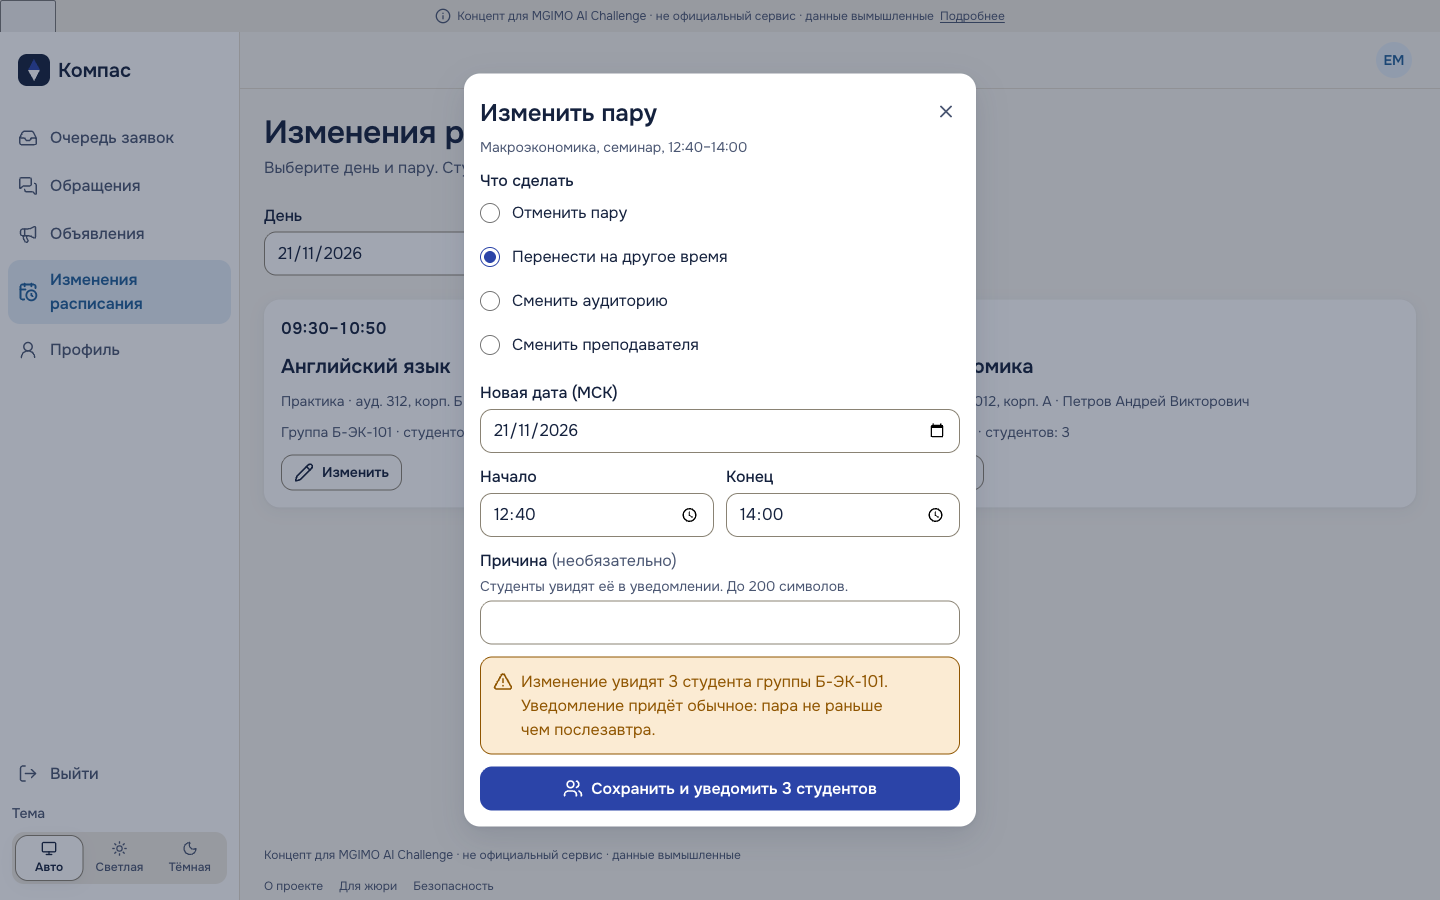 Концепт для MGIMO AI Challenge · не официальный сервис · данные вымышленные Подробнее
Компас
ЕМ
Очередь заявок
Обращения
Объявления
Изменения
расписания
Профиль
Выйти
Тема
Авто
Светлая
Тёмная
Изменения р
Выберите день и пару.
День
21/11/2026
09:30–10:50
Английский язык
Практика · ауд. 312, корп. Б
Группа Б-ЭК-101 · студенто
Изменить
омика
012, корп. А · Петров Андрей Викторович
· студентов: 3
Изменить пару
Макроэкономика, семинар, 12:40–14:00
Что сделать
Отменить пару
Перенести на другое время
Сменить аудиторию
Сменить преподавателя
Новая дата (МСК)
21/11/2026
Начало
Конец
12:40
14:00
Причина (необязательно)
Студенты увидят её в уведомлении. До 200 символов.
Изменение увидят 3 студента группы Б-ЭК-101.
Уведомление придёт обычное: пара не раньше
чем послезавтра.
Сохранить и уведомить 3 студентов
Концепт для MGIMO AI Challenge · не официальный сервис · данные вымышленные
О проекте
Для жюри
Безопасность